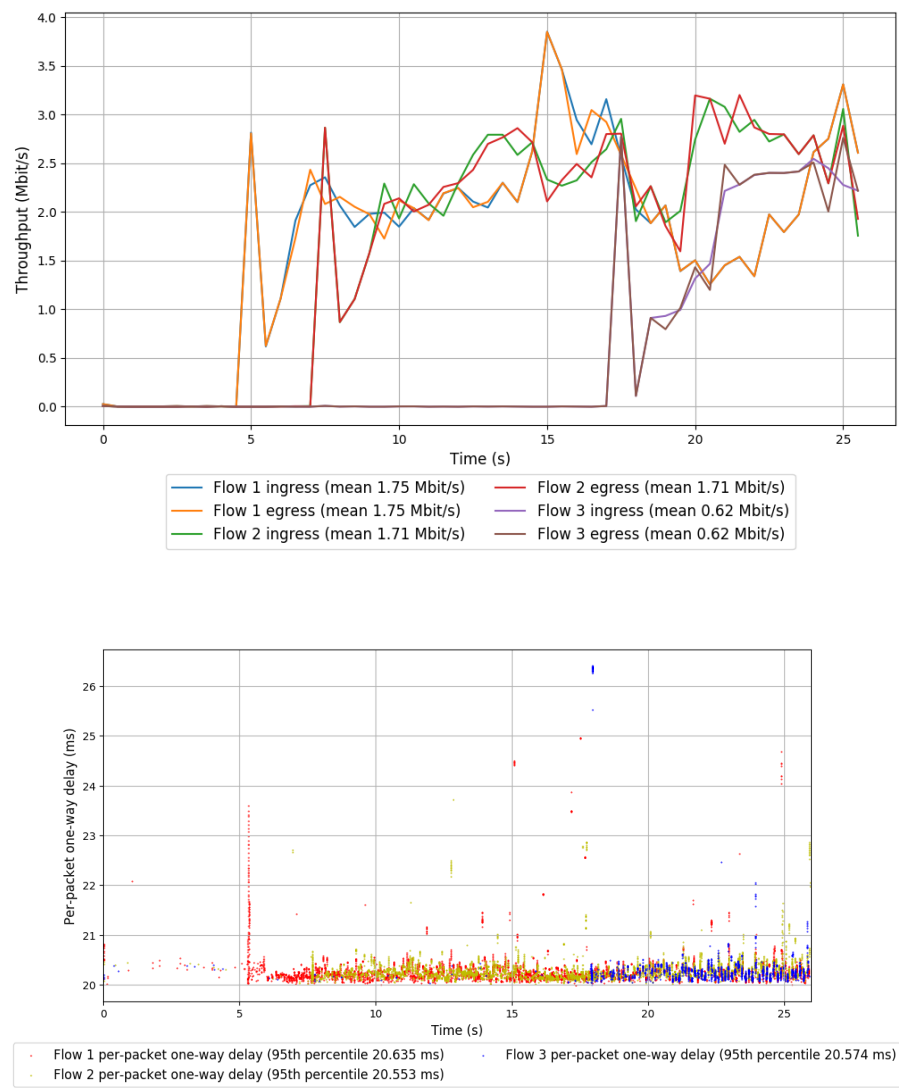 4.0
3.5
3.0
2.5
2.0
1.5
1.0
0.5
0.0
Throughput (Mbit/s)
0 5 10 15 20 25
Time (s)
Flow 1 ingress (mean 1.75 Mbit/s) Flow 2 egress (mean 1.71 Mbit/s)
Flow 1 egress (mean 1.75 Mbit/s) Flow 3 ingress (mean 0.62 Mbit/s)
Flow 2 ingress (mean 1.71 Mbit/s) Flow 3 egress (mean 0.62 Mbit/s)
26
25
24
23
22
21
20
Per-packet one-way delay (ms)
0 5 10 15 20 25
Time (s)
Flow 1 per-packet one-way delay (95th percentile 20.635 ms) Flow 3 per-packet one-way delay (95th percentile 20.574 ms)
Flow 2 per-packet one-way delay (95th percentile 20.553 ms)